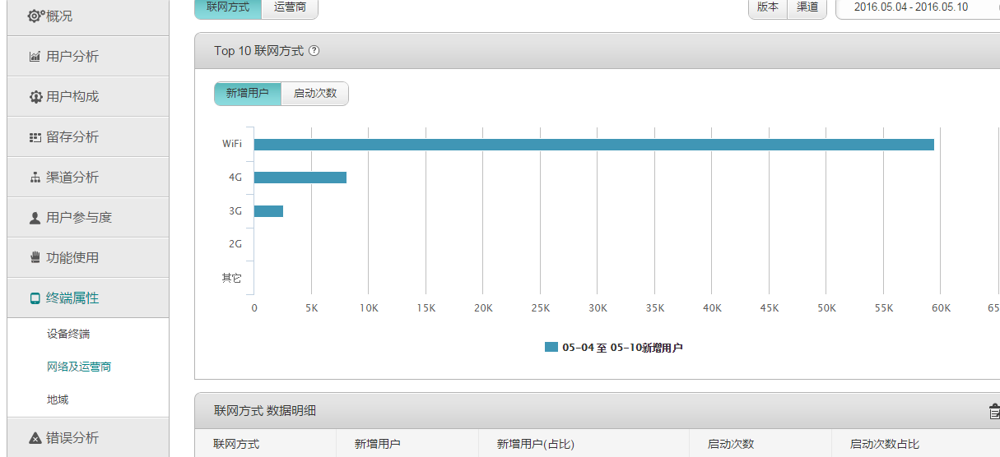 概况
用户分析
用户构成
留存分析
渠道分析
用户参与度
功能使用
终端属性
设备终端
网络及运营商
地域
错误分析
联网方式 运营商
版本 渠道 2016.05.04 - 2016.05.10
Top 10 联网方式 ?
新增用户 启动次数
WiFi
4G
3G
2G
其它
0 5K 10K 15K 20K 25K 30K 35K 40K 45K 50K 55K 60K 65
05-04 至 05-10新增用户
联网方式 数据明细
联网方式 新增用户 新增用户(占比) 启动次数 启动次数占比